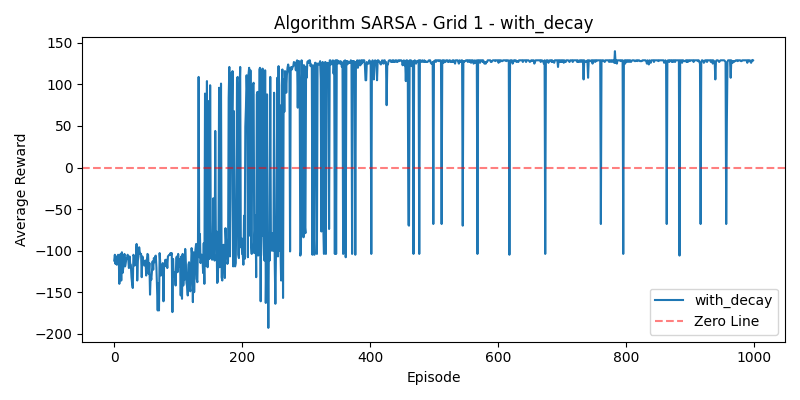 Algorithm SARSA - Grid 1 - with_decay
150
100
50
0
−50
−100
−150
−200
Average Reward
0
200
400
600
800
1000
Episode
with_decay
Zero Line